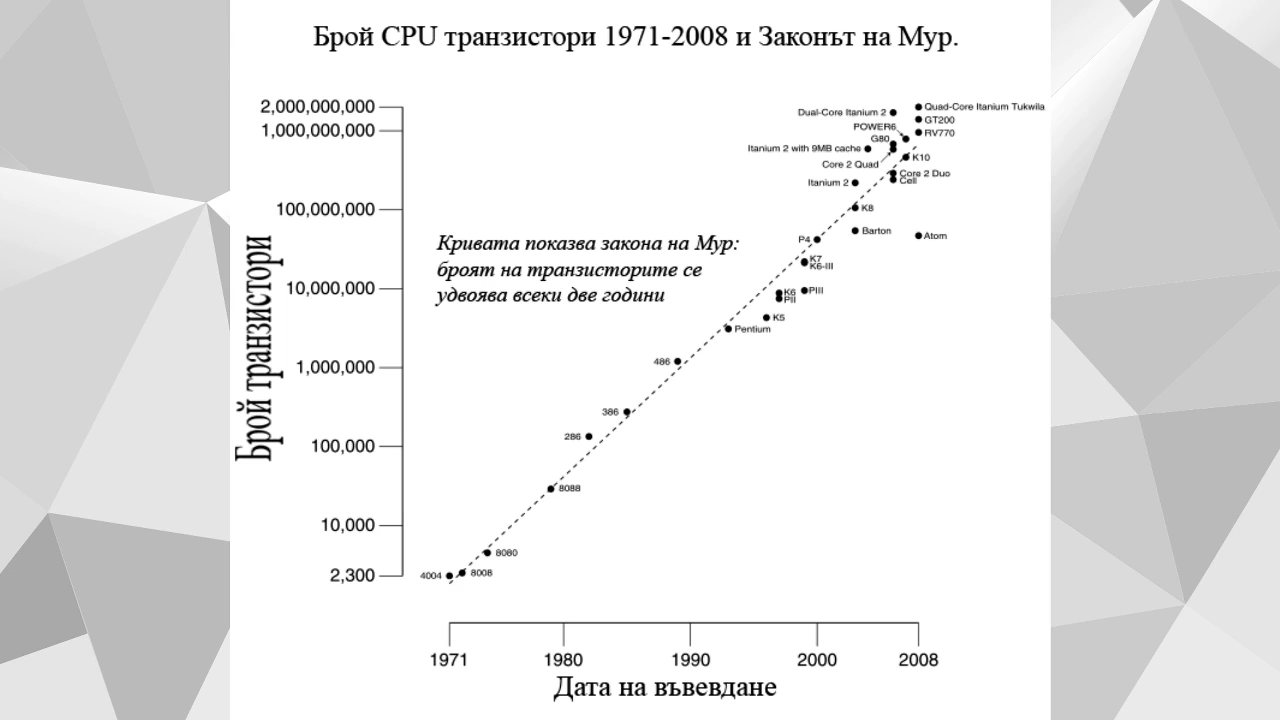 Брой CPU транзистори 1971-2008 и Законът на Мур.
2,000,000,000
1,000,000,000
100,000,000
10,000,000
1,000,000
100,000
10,000
2,300
Брой транзистори
Кривата показва закона на Мур:
броят на транзисторите се
удвоява всеки две години
Dual-Core Itanium 2
Quad-Core Itanium Tukwila
GT200
POWER6
RV770
G80
Itanium 2 with 9MB cache
K10
Core 2 Quad
Core 2 Duo
Cell
Itanium 2
K8
Barton
Atom
P4
K7
K6-III
K6
PIII
PII
K5
Pentium
486
386
286
8088
8080
8008
4004
1971
1980
1990
2000
2008
Дата на въвевдане